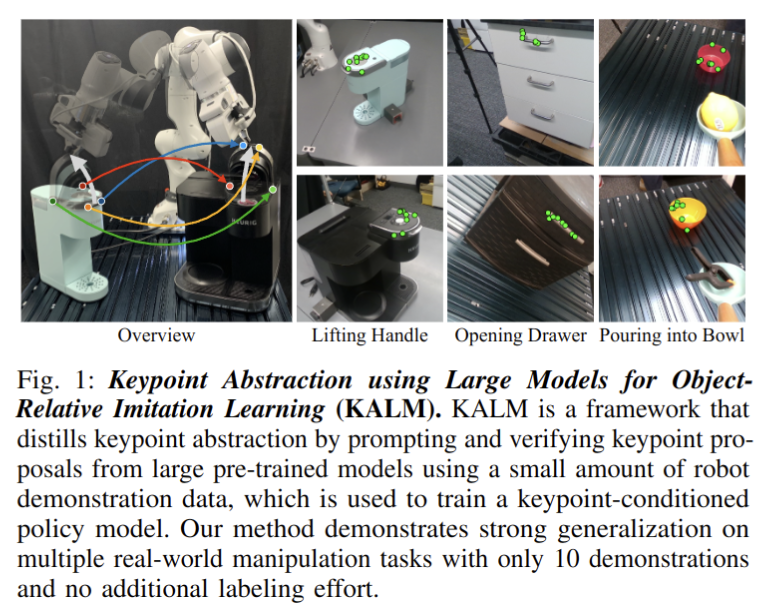 KEURIG
Overview
Lifting Handle
Opening Drawer
Pouring into Bowl
Fig. 1: Keypoint Abstraction using Large Models for Object-
Relative Imitation Learning (KALM). KALM is a framework that
distills keypoint abstraction by prompting and verifying keypoint pro-
posals from large pre-trained models using a small amount of robot
demonstration data, which is used to train a keypoint-conditioned
policy model. Our method demonstrates strong generalization on
multiple real-world manipulation tasks with only 10 demonstrations
and no additional labeling effort.